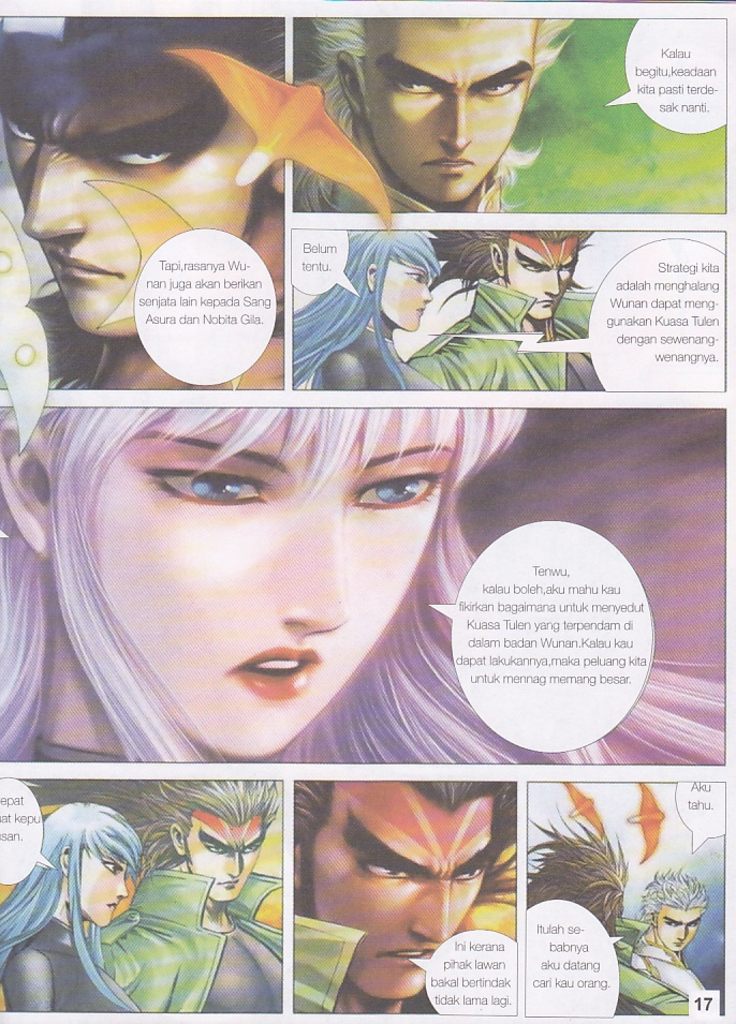 Tapi,rasanya Wu-
nan juga akan berikan
senjata lain kepada Sang
Asura dan Nobita Gila.
Kalau
begitu,keadaan
kita pasti terde-
sak nanti.
Belum
tentu.
Strategi kita
adalah menghalang
Wunan dapat meng-
gunakan Kuasa Tulen
dengan sewenang-
wenangnya.
Tenwu,
kalau boleh,aku mahu kau
fikirkan bagaimana untuk menyedut
Kuasa Tulen yang terpendam di
dalam badan Wunan.Kalau kau
dapat lakukannya,maka peluang kita
untuk mennag memang besar.
epat
at kepu
san.
Ini kerana
pihak lawan
bakal bertindak
tidak lama lagi.
Aku
tahu.
Itulah se-
babnya
aku datang
cari kau orang.
17